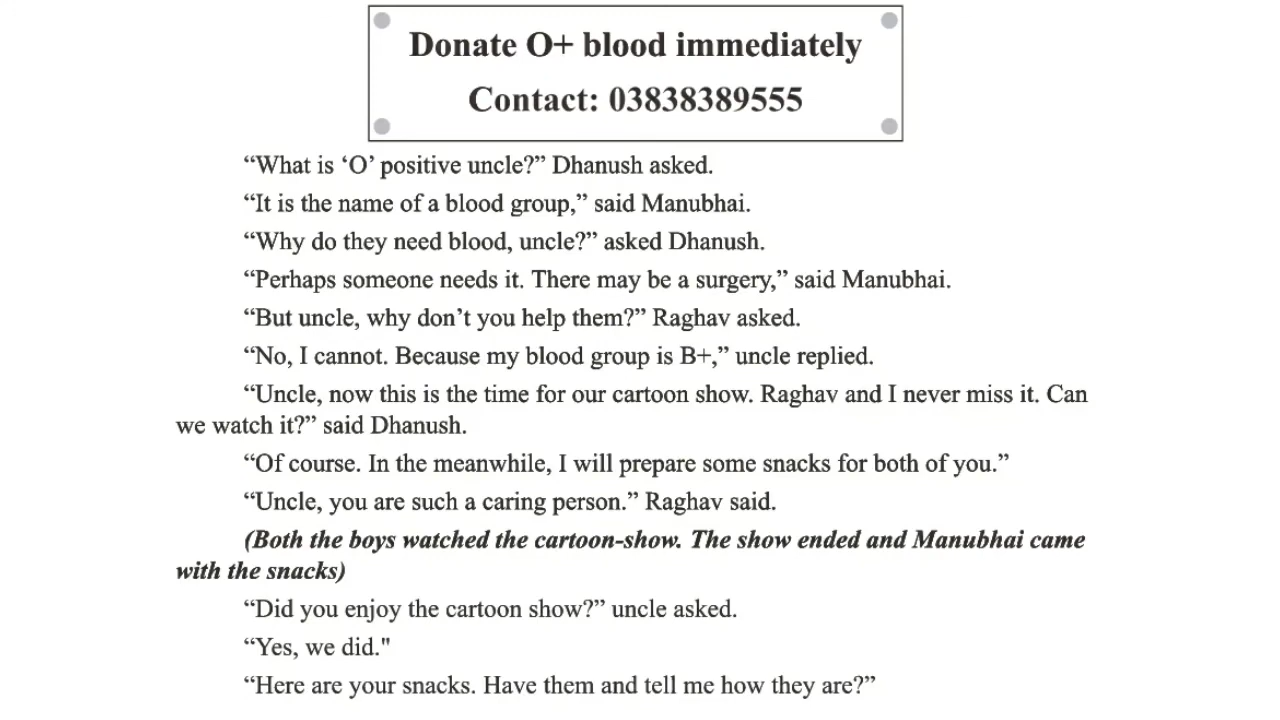 Donate O+ blood immediately
Contact: 03838389555
“What is ‘O’ positive uncle?” Dhanush asked.
“It is the name of a blood group,” said Manubhai.
“Why do they need blood, uncle?” asked Dhanush.
“Perhaps someone needs it. There may be a surgery,” said Manubhai.
“But uncle, why don’t you help them?” Raghav asked.
“No, I cannot. Because my blood group is B+,” uncle replied.
“Uncle, now this is the time for our cartoon show. Raghav and I never miss it. Can
we watch it?” said Dhanush.
“Of course. In the meanwhile, I will prepare some snacks for both of you.”
“Uncle, you are such a caring person.” Raghav said.
(Both the boys watched the cartoon-show. The show ended and Manubhai came
with the snacks)
“Did you enjoy the cartoon show?” uncle asked.
“Yes, we did."
“Here are your snacks. Have them and tell me how they are?”